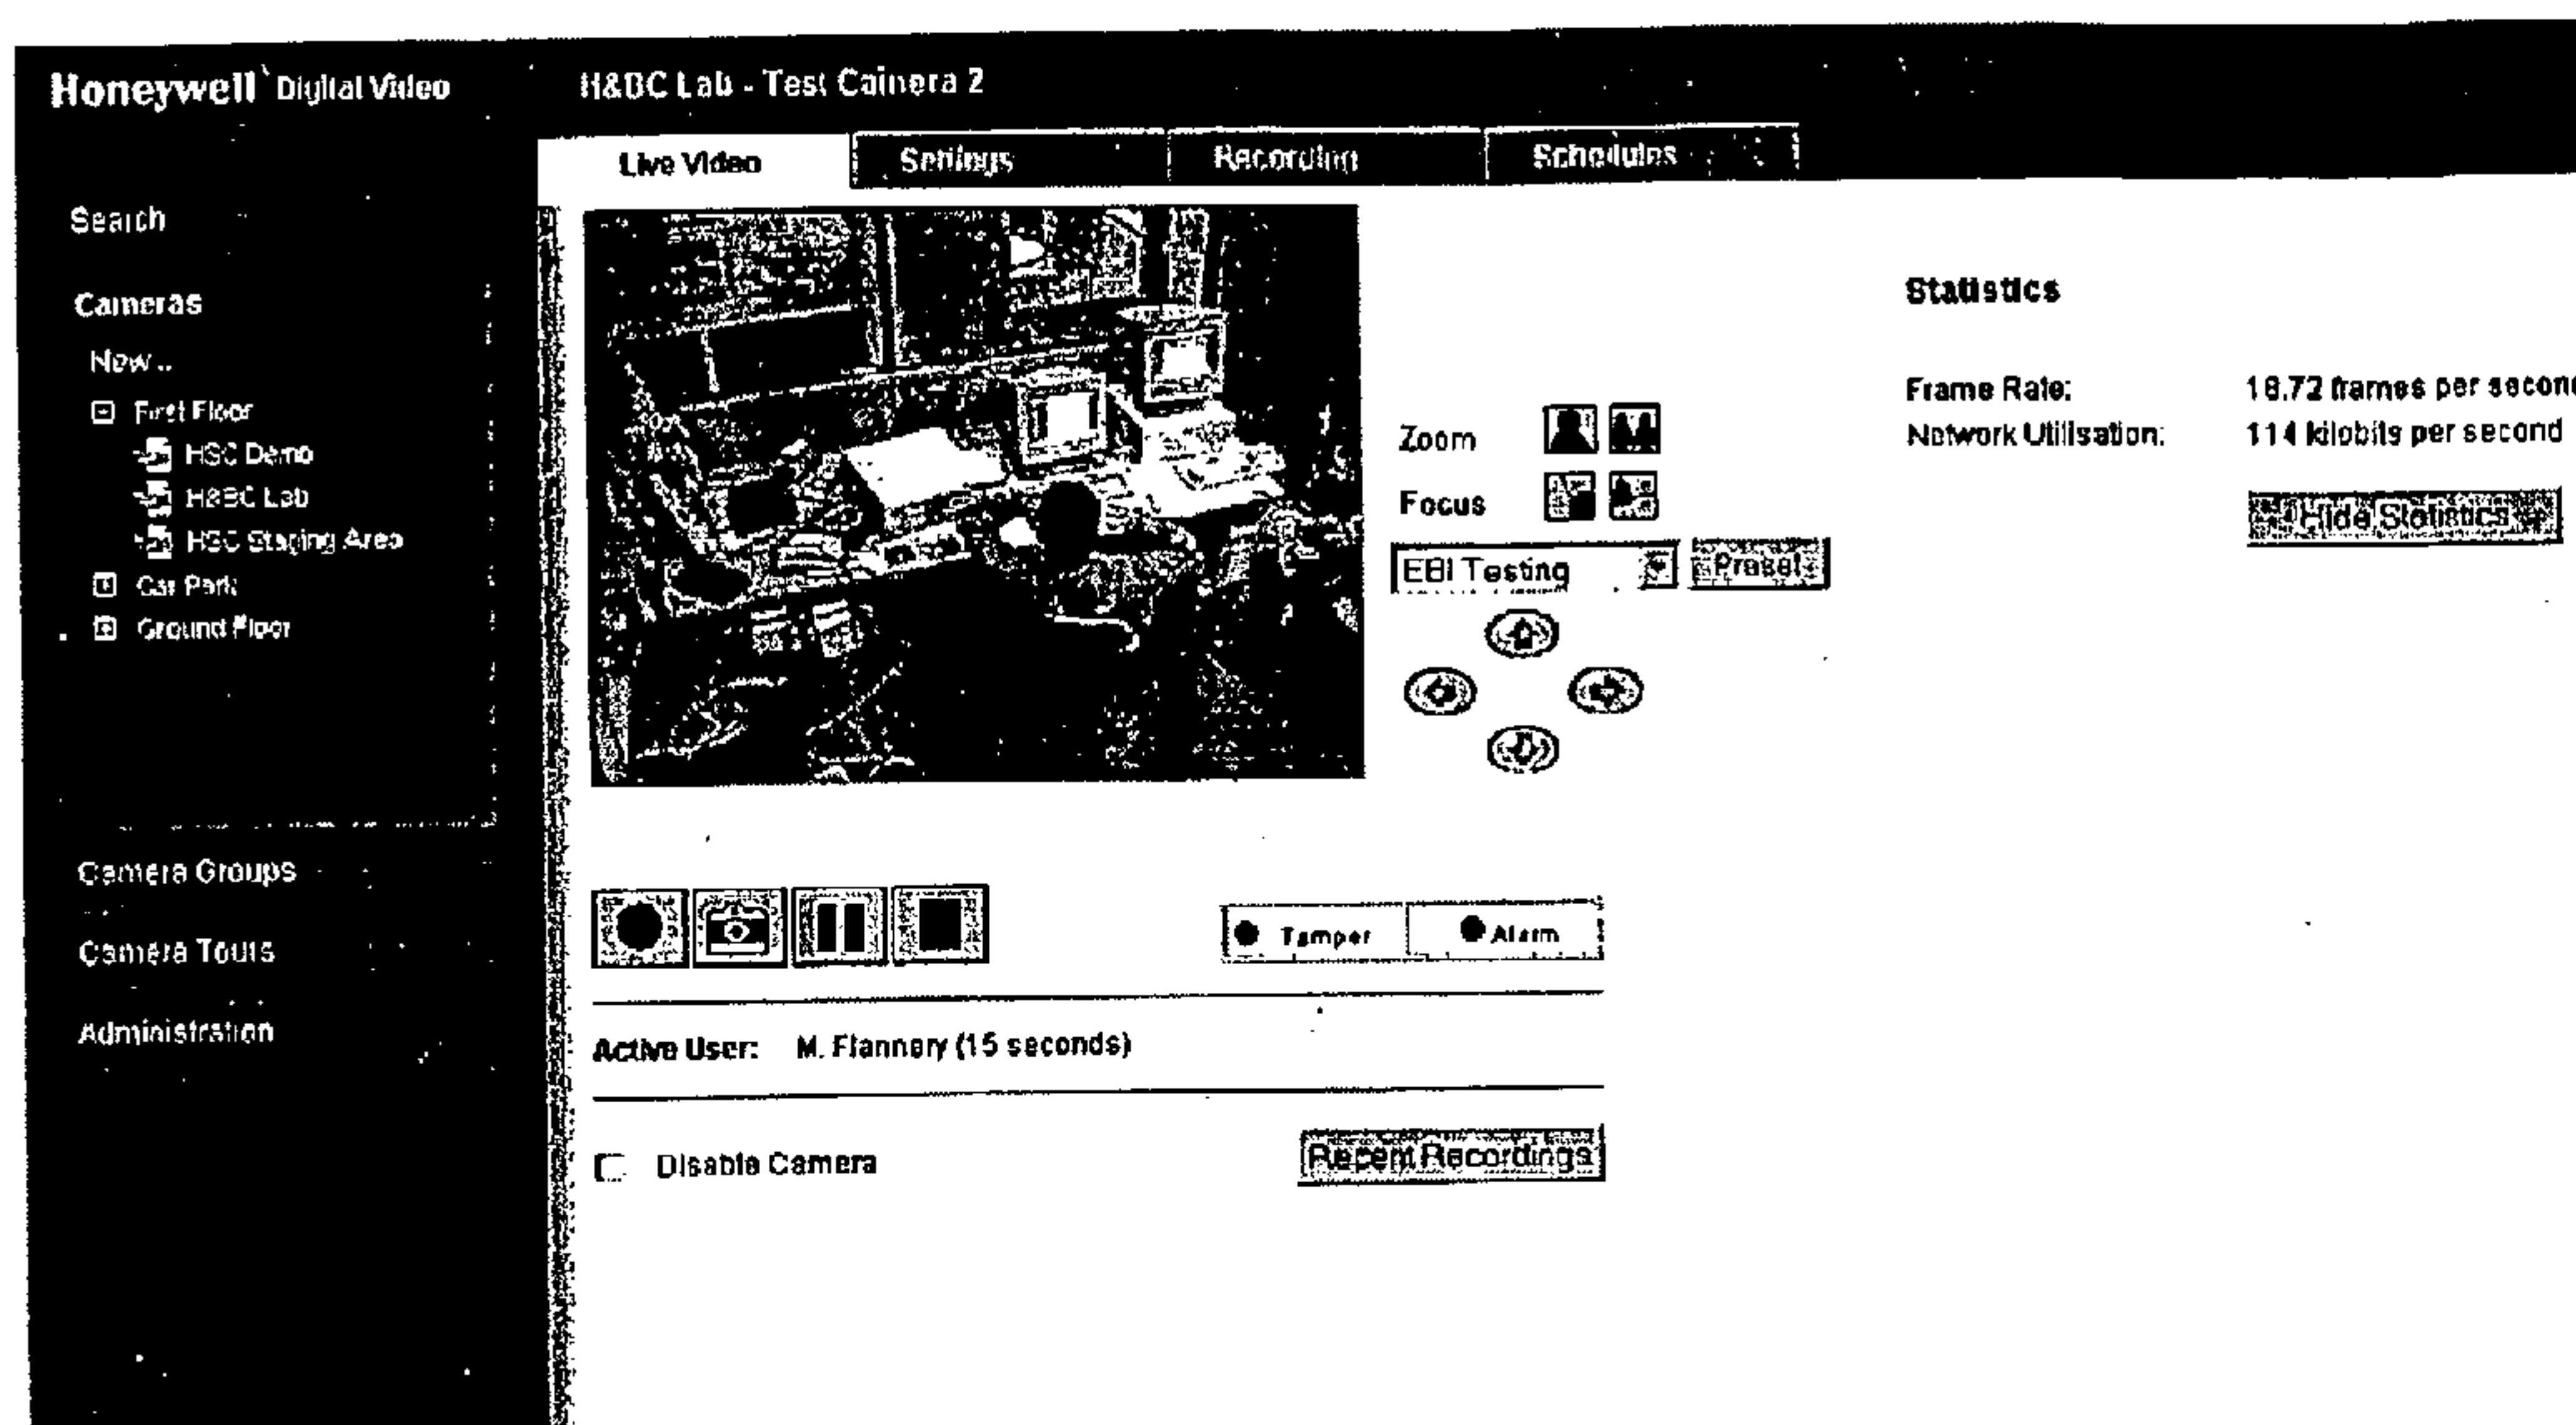 Honeywell Digital Video
H&BC Lab - Test Camera 2
Live Video
Settings
Recording
Schedules
Search
Cameras
New...
First Floor
HSC Demo
H&BC Lab
HSC Staging Area
Car Park
Ground Floor
Camera Groups
Camera Tours
Administration
Zoom
Focus
EBI Testing
Preset
Statistics
Frame Rate: 18.72 frames per second
Network Utilisation: 114 kilobits per second
Hide Statistics
Tamper
Alarm
Active User: M. Flannery (15 seconds)
Disable Camera
Recent Recordings